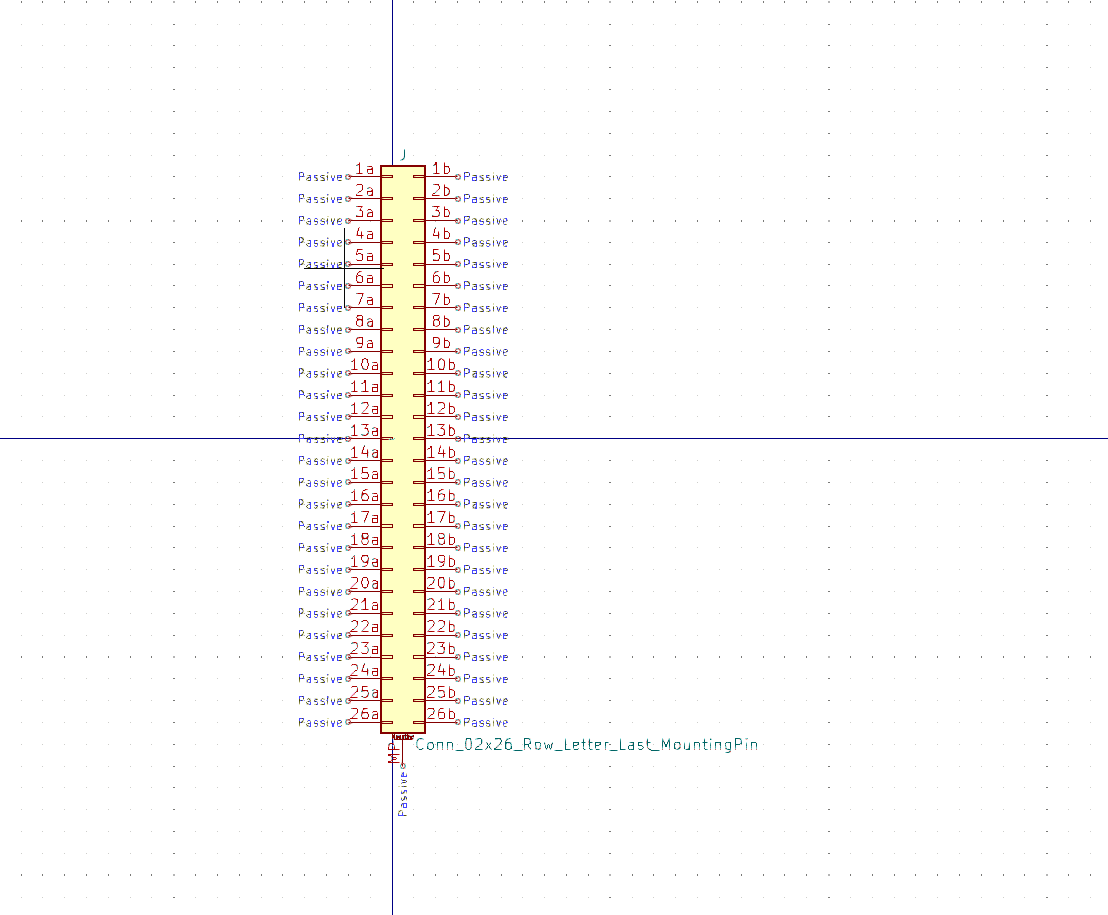 J
Passive 1a 1b Passive
Passive 2a 2b Passive
Passive 3a 3b Passive
Passive 4a 4b Passive
Passive 5a 5b Passive
Passive 6a 6b Passive
Passive 7a 7b Passive
Passive 8a 8b Passive
Passive 9a 9b Passive
Passive 10a 10b Passive
Passive 11a 11b Passive
Passive 12a 12b Passive
Passive 13a 13b Passive
Passive 14a 14b Passive
Passive 15a 15b Passive
Passive 16a 16b Passive
Passive 17a 17b Passive
Passive 18a 18b Passive
Passive 19a 19b Passive
Passive 20a 20b Passive
Passive 21a 21b Passive
Passive 22a 22b Passive
Passive 23a 23b Passive
Passive 24a 24b Passive
Passive 25a 25b Passive
Passive 26a 26b Passive
Conn_02x26_Row_Letter_Last_MountingPin
MP
Passive